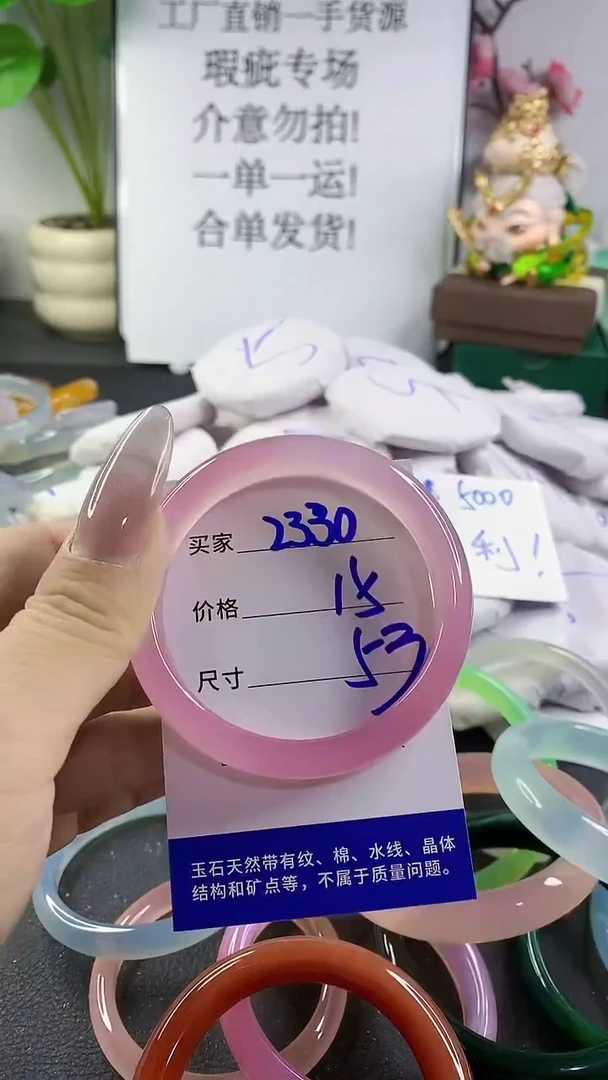 工厂直销一手货源
瑕疵专场
介意勿拍!
一单一运!
合单发货!
5000
利!
买家 2330
价格 15
尺寸 53
玉石天然带有纹、棉、水线、晶体
结构和矿点等，不属于质量问题。